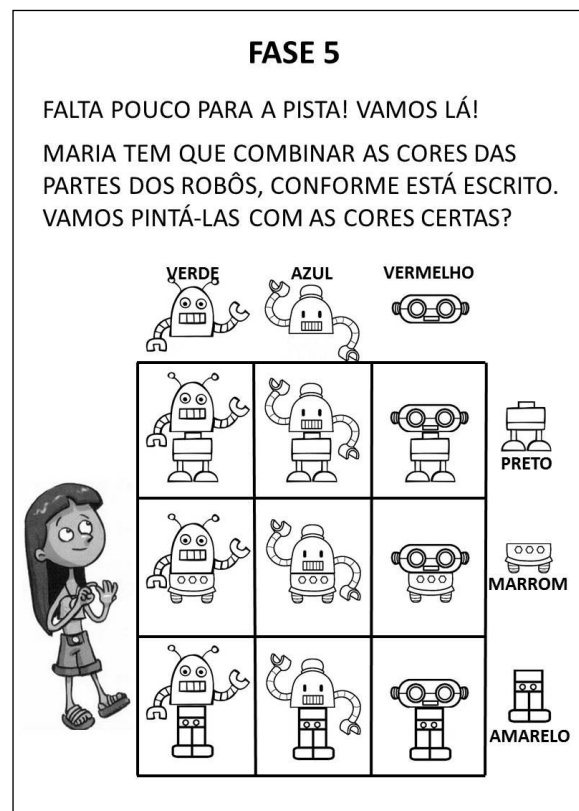 FASE 5
FALTA POUCO PARA A PISTA! VAMOS LÁ!
MARIA TEM QUE COMBINAR AS CORES DAS
PARTES DOS ROBÔS, CONFORME ESTÁ ESCRITO.
VAMOS PINTÁ-LAS COM AS CORES CERTAS?
VERDE AZUL VERMELHO
PRETO
MARROM
AMARELO